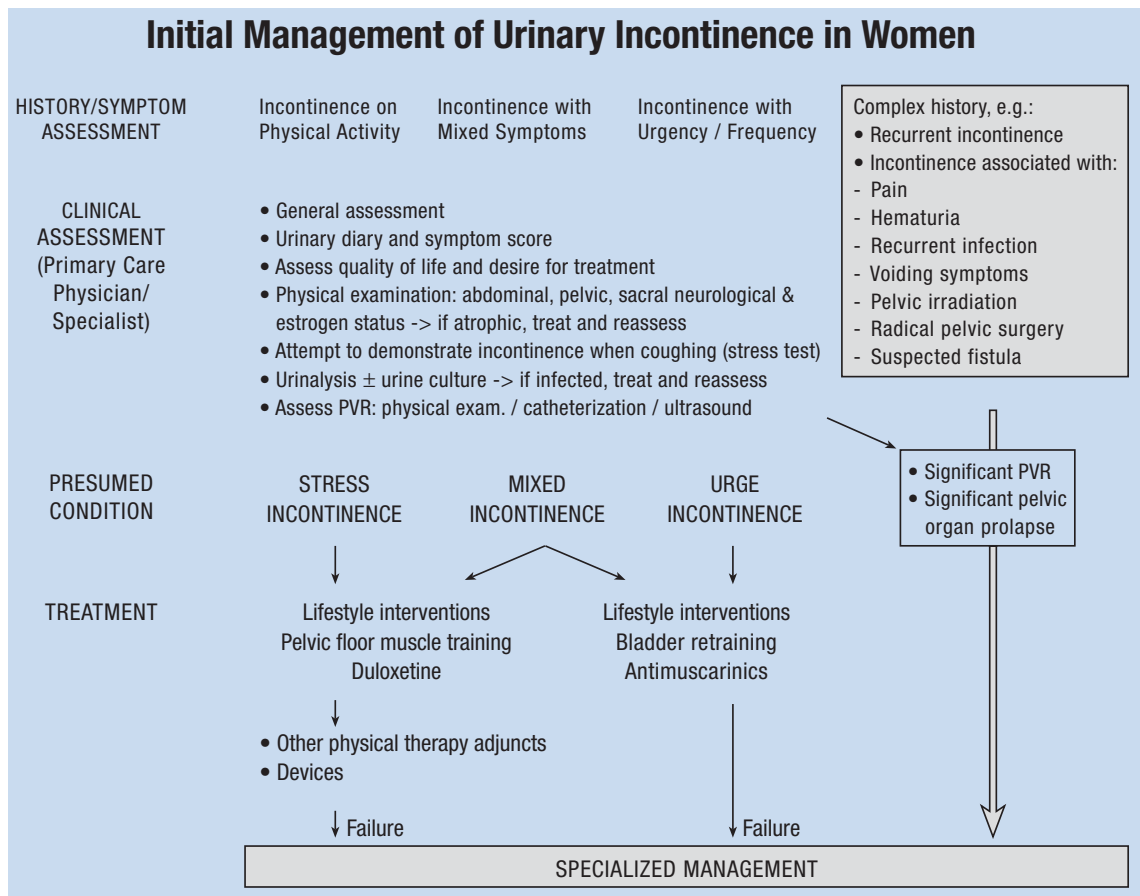 Initial Management of Urinary Incontinence in Women
HISTORY/SYMPTOM
ASSESSMENT
Incontinence on
Physical Activity
Incontinence with
Mixed Symptoms
Incontinence with
Urgency / Frequency
Complex history, e.g.:
• Recurrent incontinence
• Incontinence associated with:
- Pain
- Hematuria
- Recurrent infection
- Voiding symptoms
- Pelvic irradiation
- Radical pelvic surgery
- Suspected fistula
CLINICAL
ASSESSMENT
(Primary Care
Physician/
Specialist)
• General assessment
• Urinary diary and symptom score
• Assess quality of life and desire for treatment
• Physical examination: abdominal, pelvic, sacral neurological &
estrogen status -> if atrophic, treat and reassess
• Attempt to demonstrate incontinence when coughing (stress test)
• Urinalysis ± urine culture -> if infected, treat and reassess
• Assess PVR: physical exam. / catheterization / ultrasound
• Significant PVR
• Significant pelvic
organ prolapse
PRESUMED
CONDITION
STRESS
INCONTINENCE
MIXED
INCONTINENCE
URGE
INCONTINENCE
TREATMENT
Lifestyle interventions
Pelvic floor muscle training
Duloxetine
Lifestyle interventions
Bladder retraining
Antimuscarinics
• Other physical therapy adjuncts
• Devices
Failure
Failure
SPECIALIZED MANAGEMENT